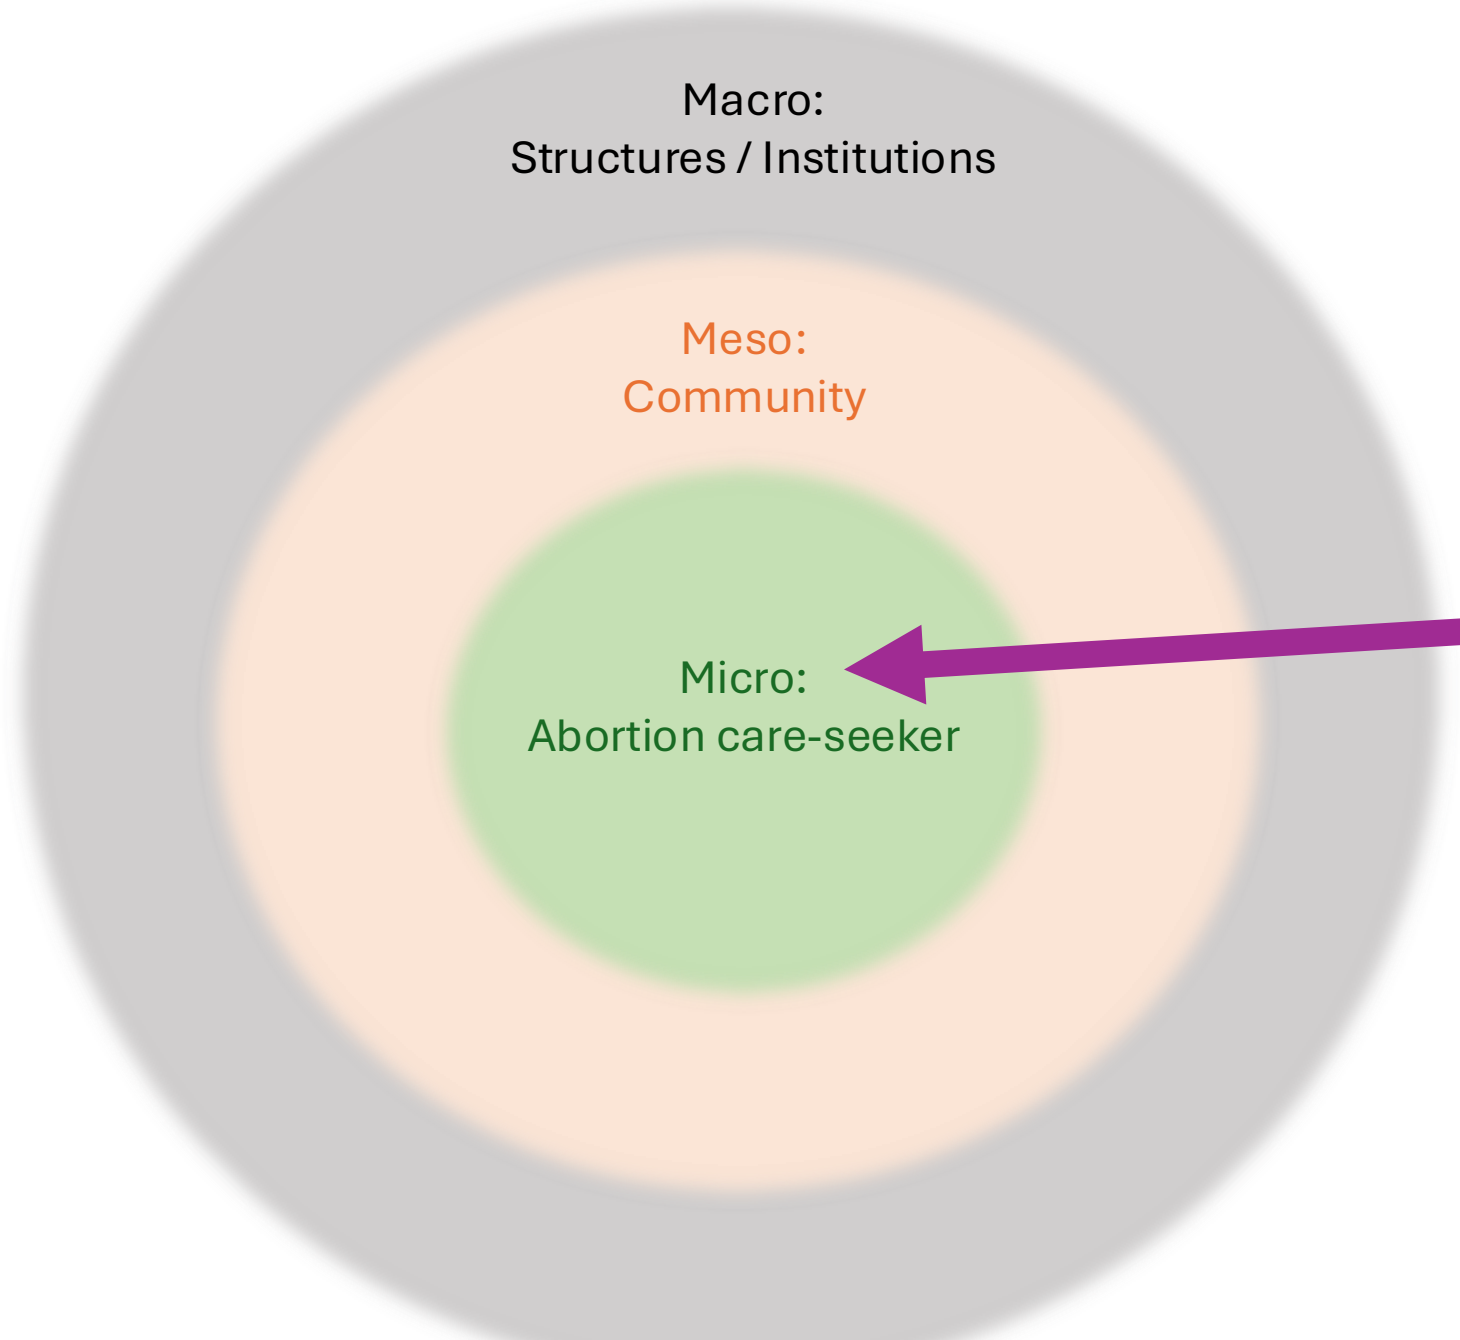 Macro:
Structures / Institutions
Meso:
Community
Micro:
Abortion care-seeker